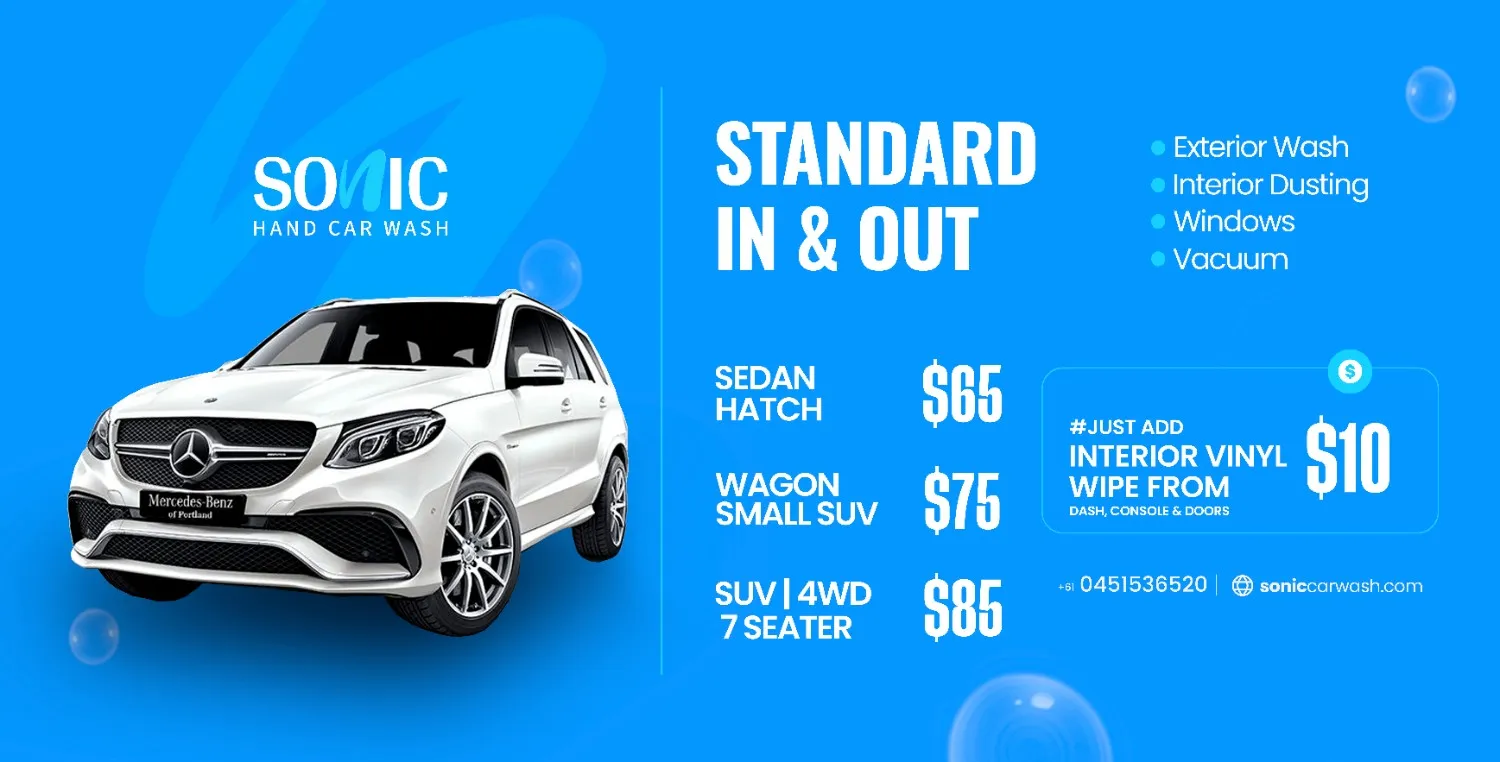 SONIC
HAND CAR WASH
Mercedes-Benz
of Portland
STANDARD
IN & OUT
Exterior Wash
Interior Dusting
Windows
Vacuum
SEDAN
HATCH
$65
WAGON
SMALL SUV
$75
SUV | 4WD
7 SEATER
$85
$
#JUST ADD
INTERIOR VINYL
WIPE FROM
DASH, CONSOLE & DOORS
$10
+61 0451536520 | soniccarwash.com